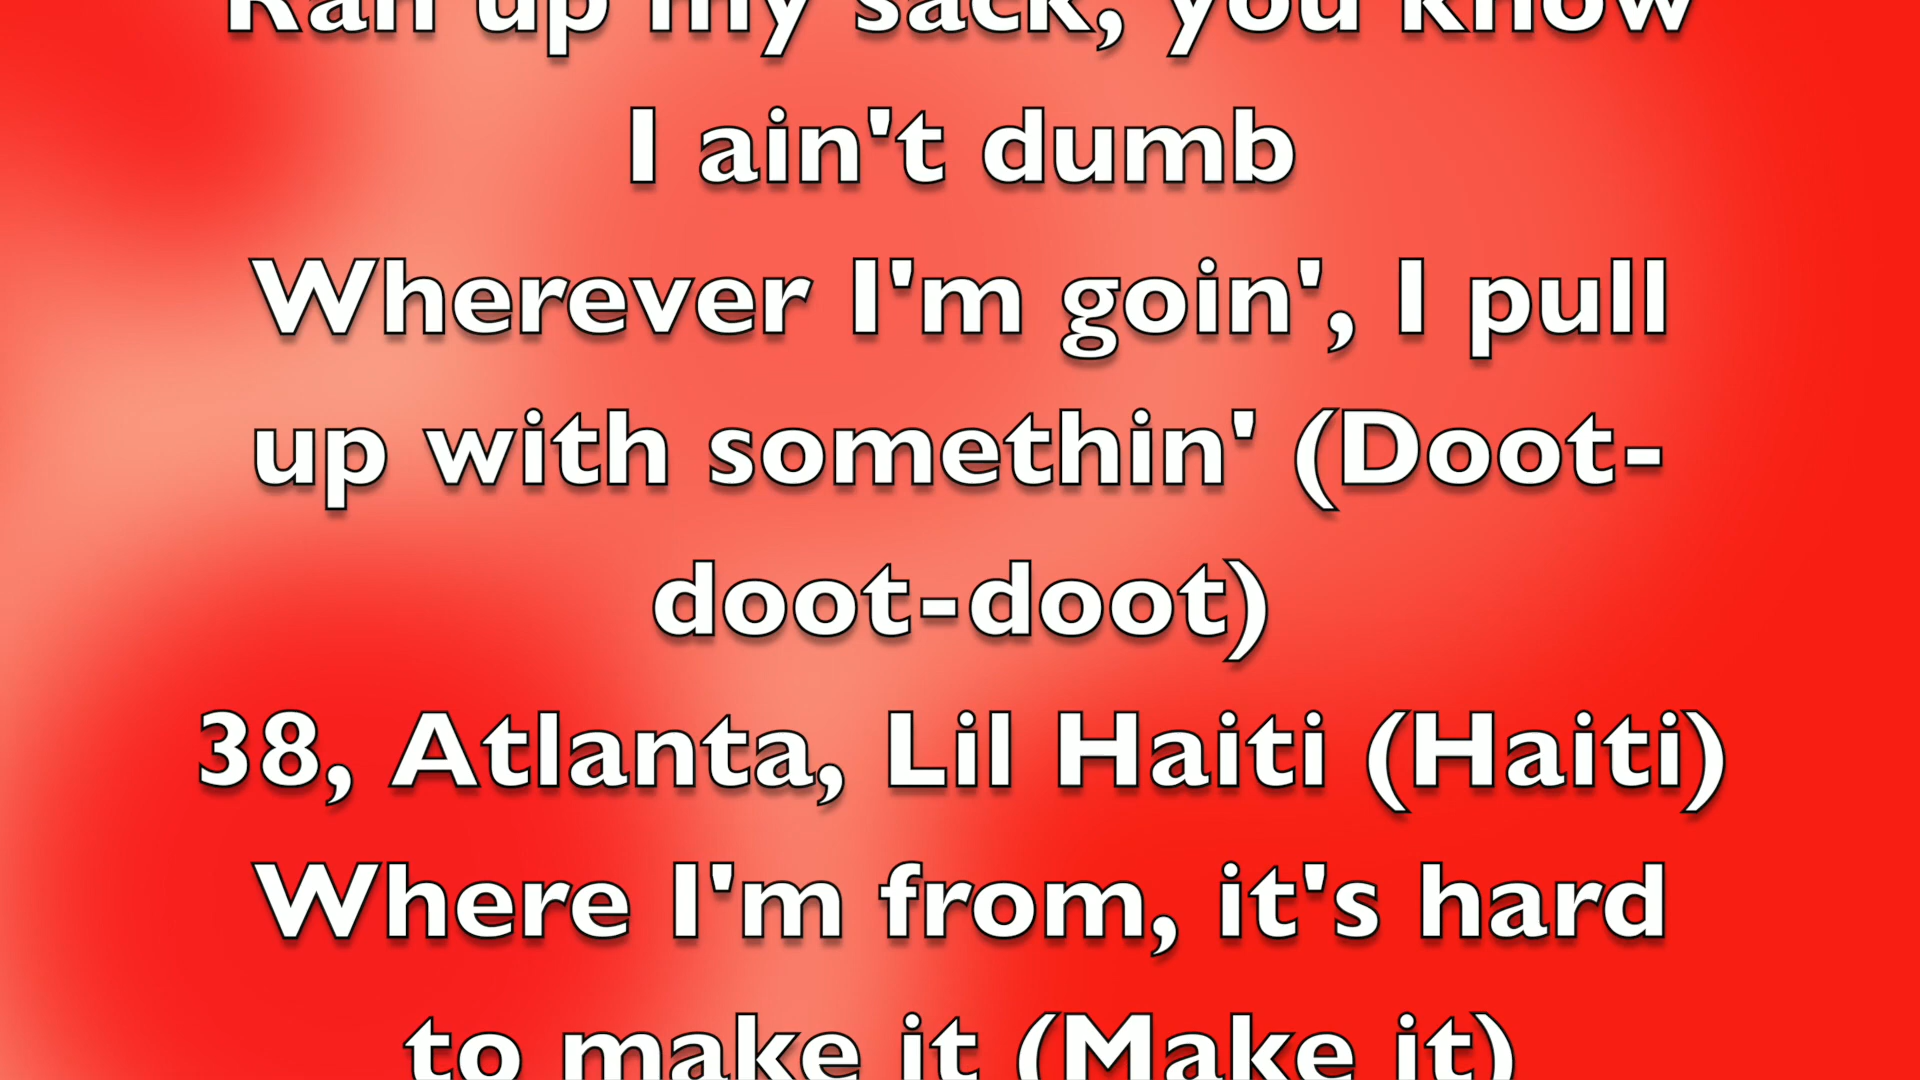 Ran up my sack, you know
I ain't dumb
Wherever I'm goin', I pull
up with somethin' (Doot-
doot-doot)
38, Atlanta, Lil Haiti (Haiti)
Where I'm from, it's hard
to make it (Make it)